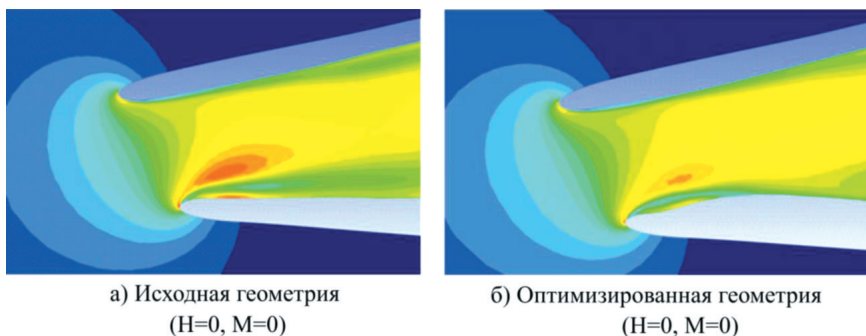 а) Исходная геометрия
(H=0, M=0)
б) Оптимизированная геометрия
(H=0, M=0)